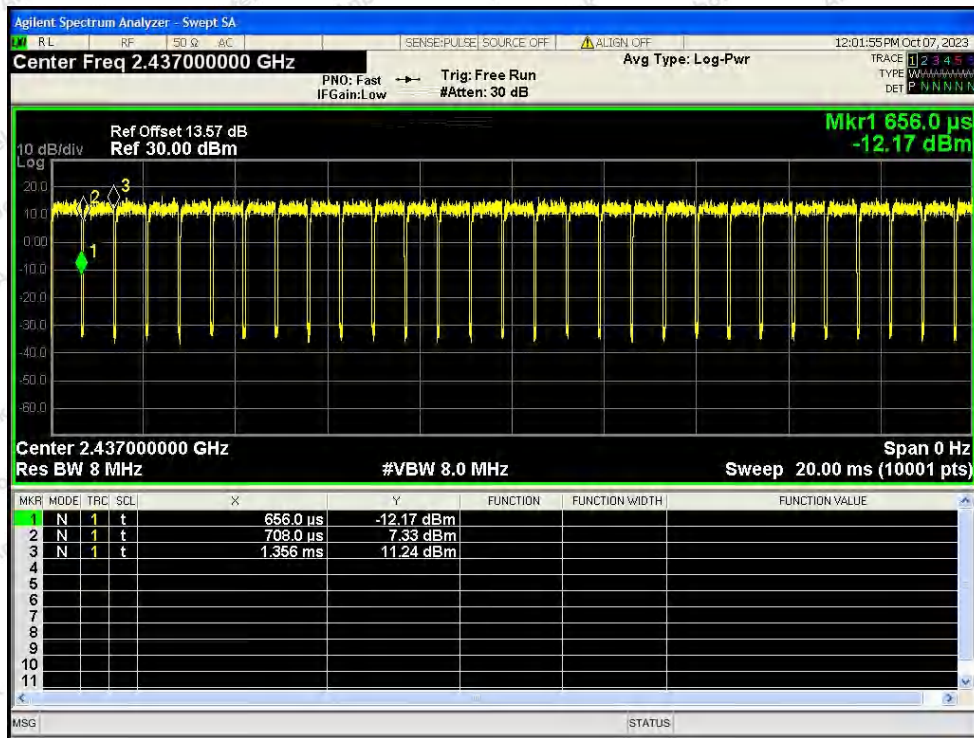 Agilent Spectrum Analyzer - Swept SA
RL RF 50 Ω AC SENSE:PULSE SOURCE OFF ALIGN OFF 12:01:55 PM Oct 07, 2023
Center Freq 2.437000000 GHz Avg Type: Log-Pwr TRACE 1 2 3 4 5 6
PNO: Fast Trig: Free Run TYPE W
IFGain:Low #Atten: 30 dB DET P N N N N N
Mkr1 656.0 µs
-12.17 dBm
Ref Offset 13.57 dB
10 dB/div Ref 30.00 dBm
Log
20.0
10.0
0.00
-10.0
-20.0
-30.0
-40.0
-50.0
-60.0
1
2
3
Center 2.437000000 GHz Span 0 Hz
Res BW 8 MHz #VBW 8.0 MHz Sweep 20.00 ms (10001 pts)
MKR MODE TRC SCL X Y FUNCTION FUNCTION WIDTH FUNCTION VALUE
1 N 1 t 656.0 µs -12.17 dBm
2 N 1 t 708.0 µs 7.33 dBm
3 N 1 t 1.356 ms 11.24 dBm
4
5
6
7
8
9
10
11
MSG STATUS